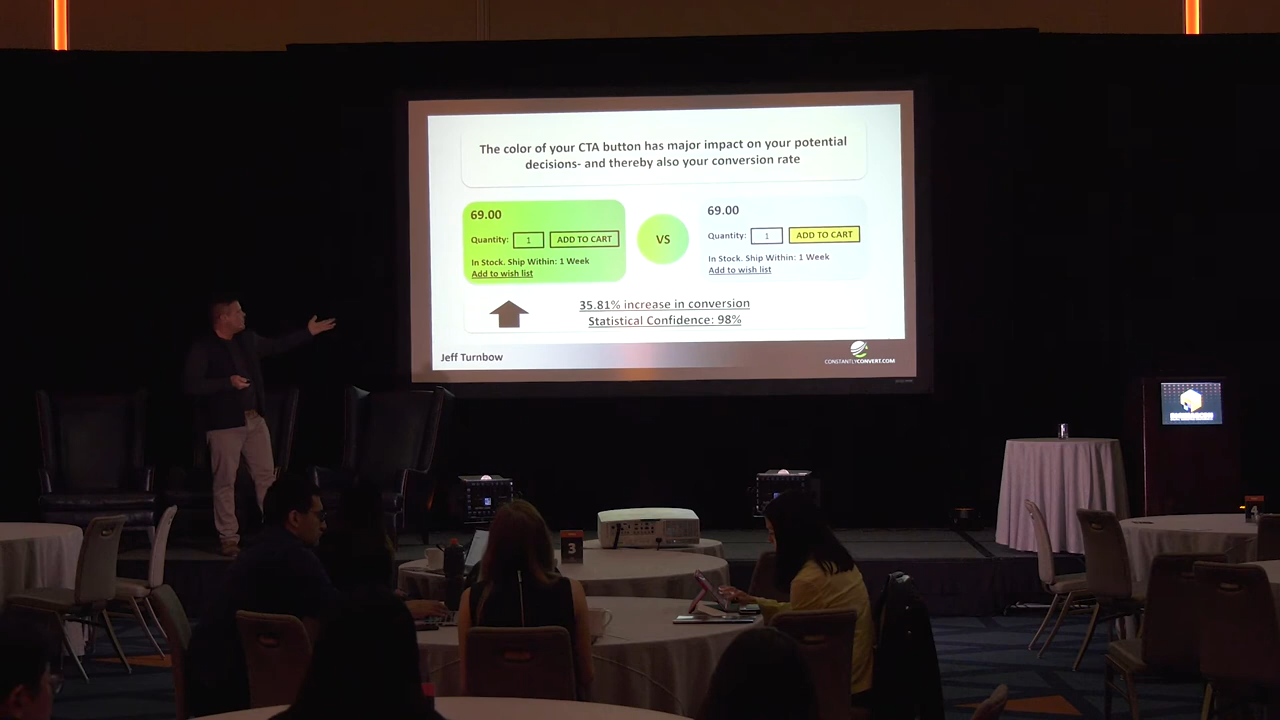 The color of your CTA button has major impact on your potential
decisions- and thereby also your conversion rate
69.00
Quantity: 1 ADD TO CART
In Stock. Ship Within: 1 Week
Add to wish list
VS
69.00
Quantity: 1 ADD TO CART
In Stock. Ship Within: 1 Week
Add to wish list
35.81% increase in conversion
Statistical Confidence: 98%
Jeff Turnbow
CONSTANTLYCONVERT.COM
3
4